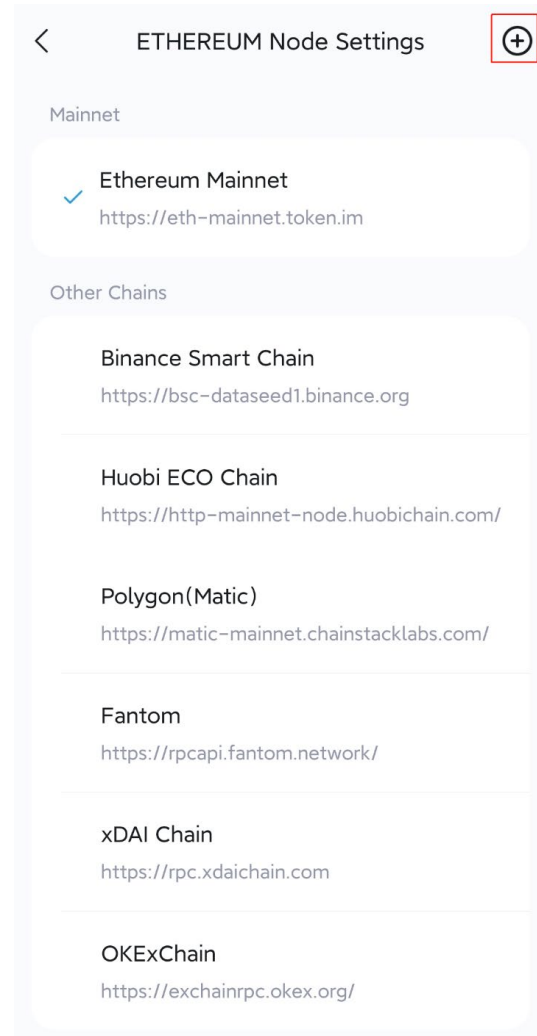 ETHEREUM Node Settings
Mainnet
Ethereum Mainnet
https://eth-mainnet.token.im
Other Chains
Binance Smart Chain
https://bsc-dataseed1.binance.org
Huobi ECO Chain
https://http-mainnet-node.huobichain.com/
Polygon(Matic)
https://matic-mainnet.chainstacklabs.com/
Fantom
https://rpcapi.fantom.network/
xDAI Chain
https://rpc.xdaichain.com
OKExChain
https://exchainrpc.okex.org/